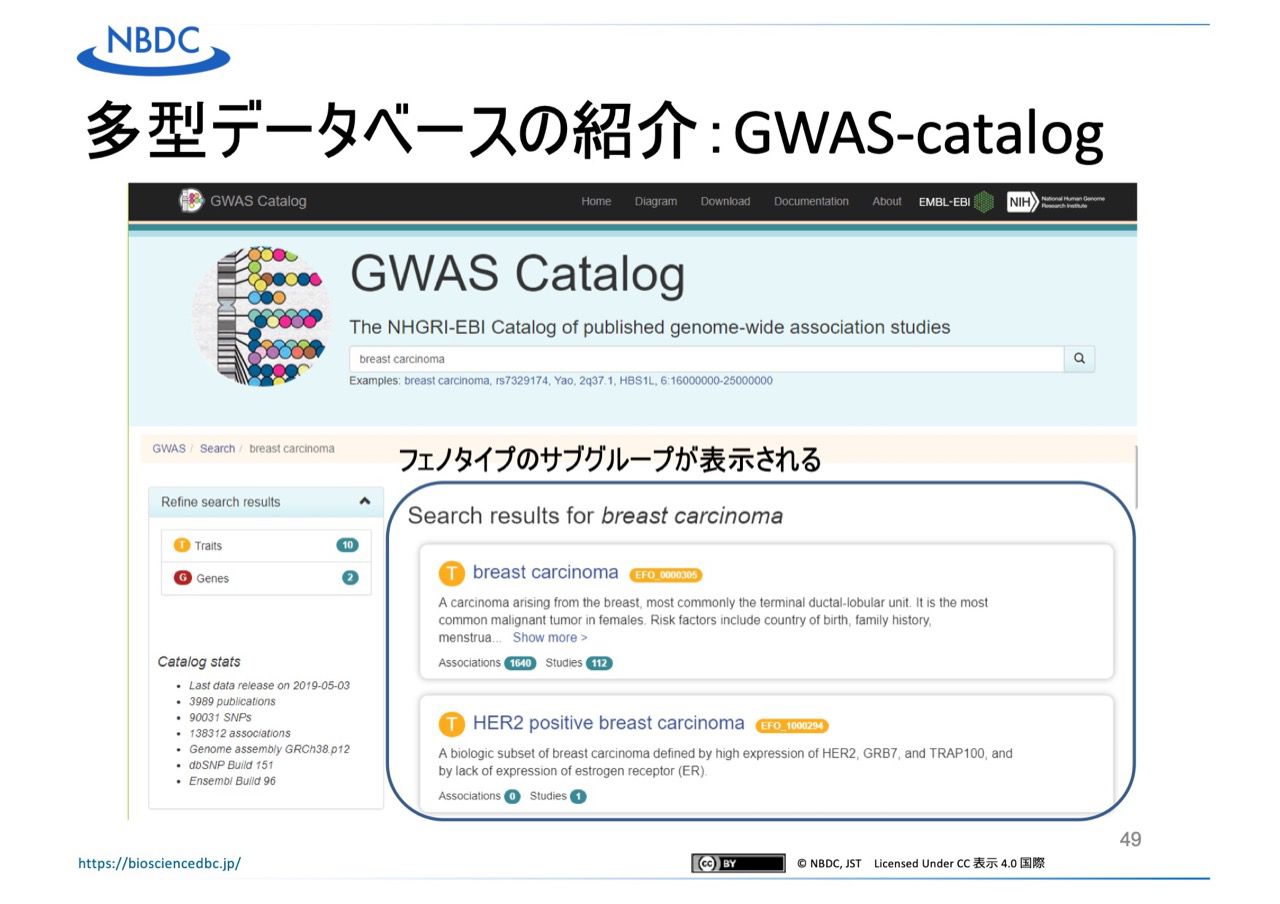 NBDC
多型データベースの紹介：GWAS-catalog
GWAS Catalog
Home
Diagram
Download
Documentation
About
EMBL-EBI
NIH
National Human Genome
Research Institute
GWAS Catalog
The NHGRI-EBI Catalog of published genome-wide association studies
breast carcinoma
Examples: breast carcinoma, rs7329174, Yao, 2q37.1, HBS1L, 6:16000000-25000000
GWAS / Search / breast carcinoma
フェノタイプのサブグループが表示される
Refine search results
T Traits 10
G Genes 2
Catalog stats
Last data release on 2019-05-03
3989 publications
90031 SNPs
138312 associations
Genome assembly GRCh38.p12
dbSNP Build 151
Ensembl Build 96
Search results for breast carcinoma
T breast carcinoma EFO_0000305
A carcinoma arising from the breast, most commonly the terminal ductal-lobular unit. It is the most
common malignant tumor in females. Risk factors include country of birth, family history,
menstrua... Show more >
Associations 1640 Studies 112
T HER2 positive breast carcinoma EFO_1000294
A biologic subset of breast carcinoma defined by high expression of HER2, GRB7, and TRAP100, and
by lack of expression of estrogen receptor (ER).
Associations 0 Studies 1
49
https://biosciencedbc.jp/
cc BY
© NBDC, JST Licensed Under CC 表示 4.0 国際